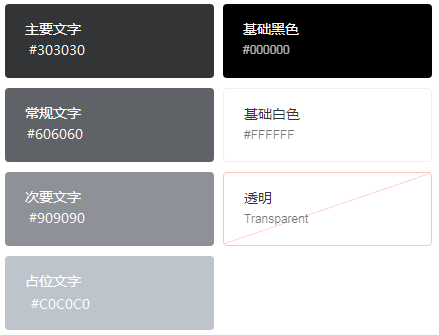 主要文字
#303030
基础黑色
#000000
常规文字
#606060
基础白色
#FFFFFF
次要文字
#909090
透明
Transparent
占位文字
#C0C0C0